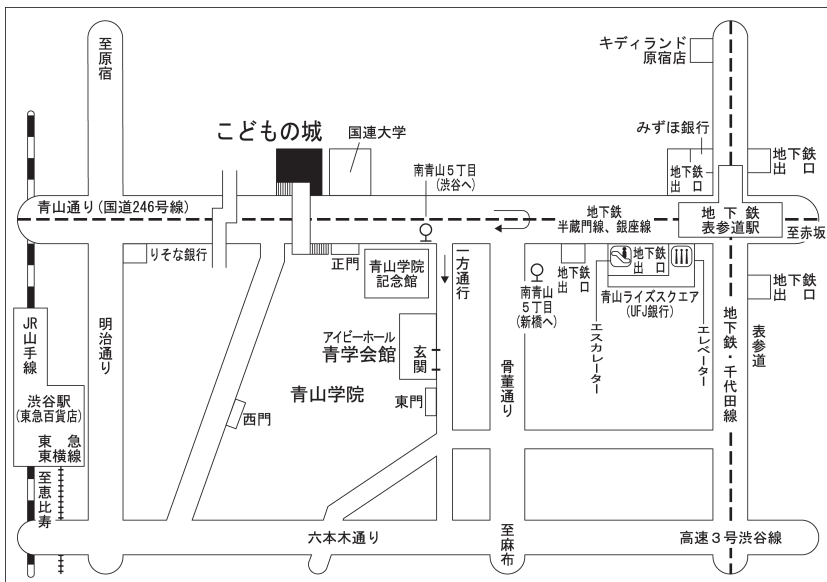 至原宿
キディランド
原宿店
こどもの城
国連大学
みずほ銀行
地下鉄
出口
地下鉄
出口
南青山5丁目
(渋谷へ)
青山通り(国道246号線)
地下鉄
半蔵門線、銀座線
地下鉄
表参道駅
至赤坂
りそな銀行
正門
青山学院
記念館
一方通行
南青山
5丁目
(新橋へ)
地下鉄
出口
地下鉄
出口
青山ライズスクエア
(UFJ銀行)
地下鉄
出口
エスカレーター
エレベーター
JR
山手線
明治通り
アイビーホール
青学会館
玄関
骨董通り
地下鉄・千代田線
表参道
渋谷駅
(東急百貨店)
東急
東横線
至恵比寿
青山学院
西門
東門
六本木通り
至麻布
高速3号渋谷線